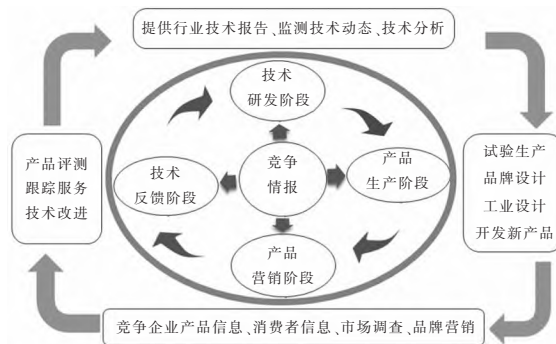 提供行业技术报告、监测技术动态、技术分析
技术
研发阶段
产品评测
跟踪服务
技术改进
技术
反馈阶段
竞争
情报
产品
生产阶段
试验生产
品牌设计
工业设计
开发新产品
产品
营销阶段
竞争企业产品信息、消费者信息、市场调查、品牌营销